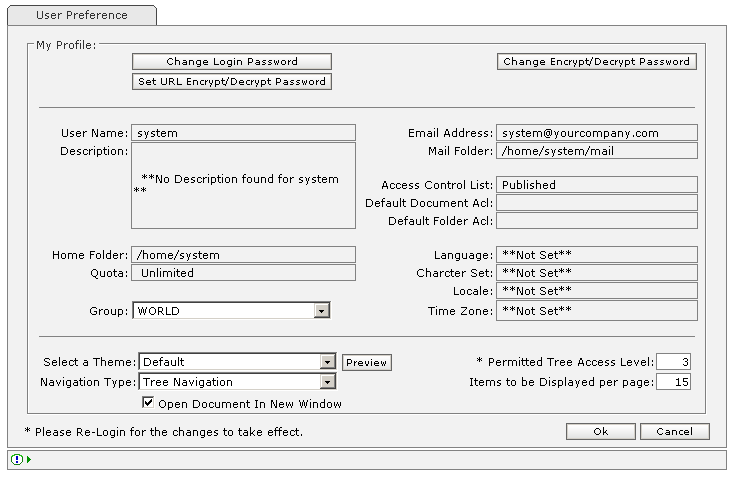 User Preference
My Profile:
Change Login Password
Change Encrypt/Decrypt Password
Set URL Encrypt/Decrypt Password
User Name: system
Email Address: system@yourcompany.com
Description: **No Description found for system
**
Mail Folder: /home/system/mail
Access Control List: Published
Default Document Acl:
Default Folder Acl:
Home Folder: /home/system
Language: **Not Set**
Quota: Unlimited
Charcter Set: **Not Set**
Locale: **Not Set**
Group: WORLD
Time Zone: **Not Set**
Select a Theme: Default Preview
* Permitted Tree Access Level: 3
Navigation Type: Tree Navigation
Items to be Displayed per page: 15
Open Document In New Window
* Please Re-Login for the changes to take effect.
Ok Cancel